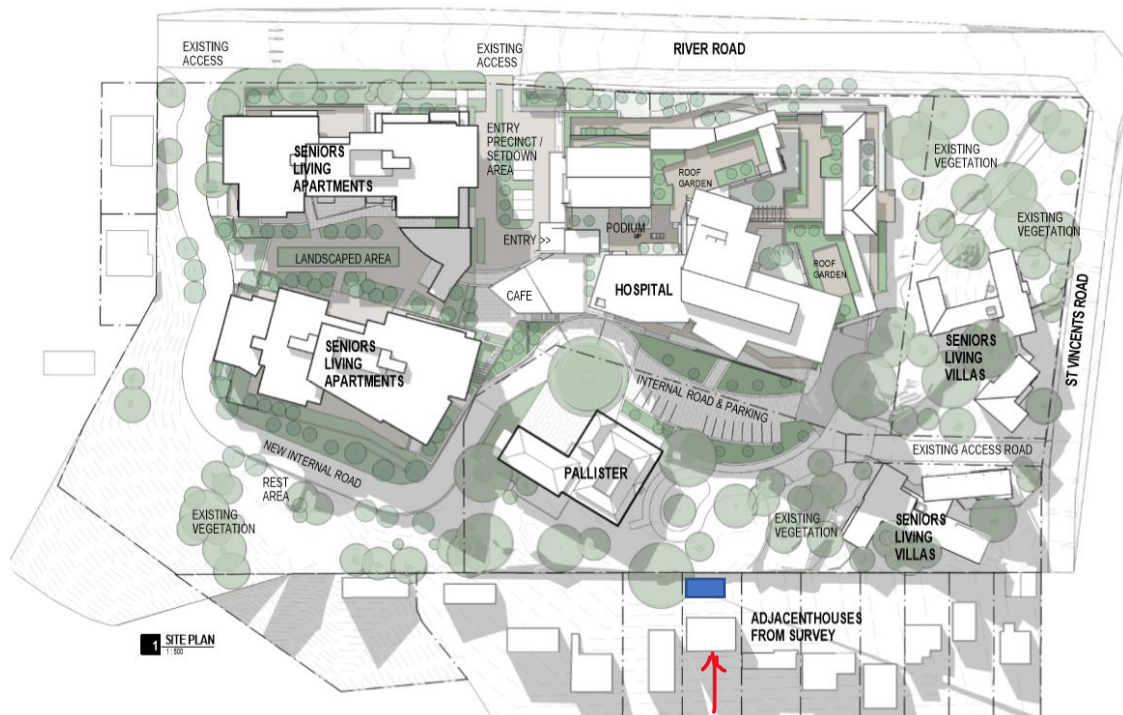 RIVER ROAD
EXISTING
ACCESS
EXISTING
ACCESS
ENTRY
PRECINCT /
SETDOWN
AREA
SENIORS
LIVING
APARTMENTS
EXISTING
VEGETATION
ROOF
GARDEN
EXISTING
VEGETATION
PODIUM
ENTRY >>
LANDSCAPED AREA
ROOF
GARDEN
CAFE
HOSPITAL
ST VINCENTS ROAD
SENIORS
LIVING
APARTMENTS
SENIORS
LIVING
VILLAS
INTERNAL ROAD & PARKING
NEW INTERNAL ROAD
EXISTING ACCESS ROAD
PALLISTER
REST
AREA
EXISTING
VEGETATION
EXISTING
VEGETATION
SENIORS
LIVING
VILLAS
ADJACENTHOUSES
FROM SURVEY
1 SITE PLAN
1 : 500